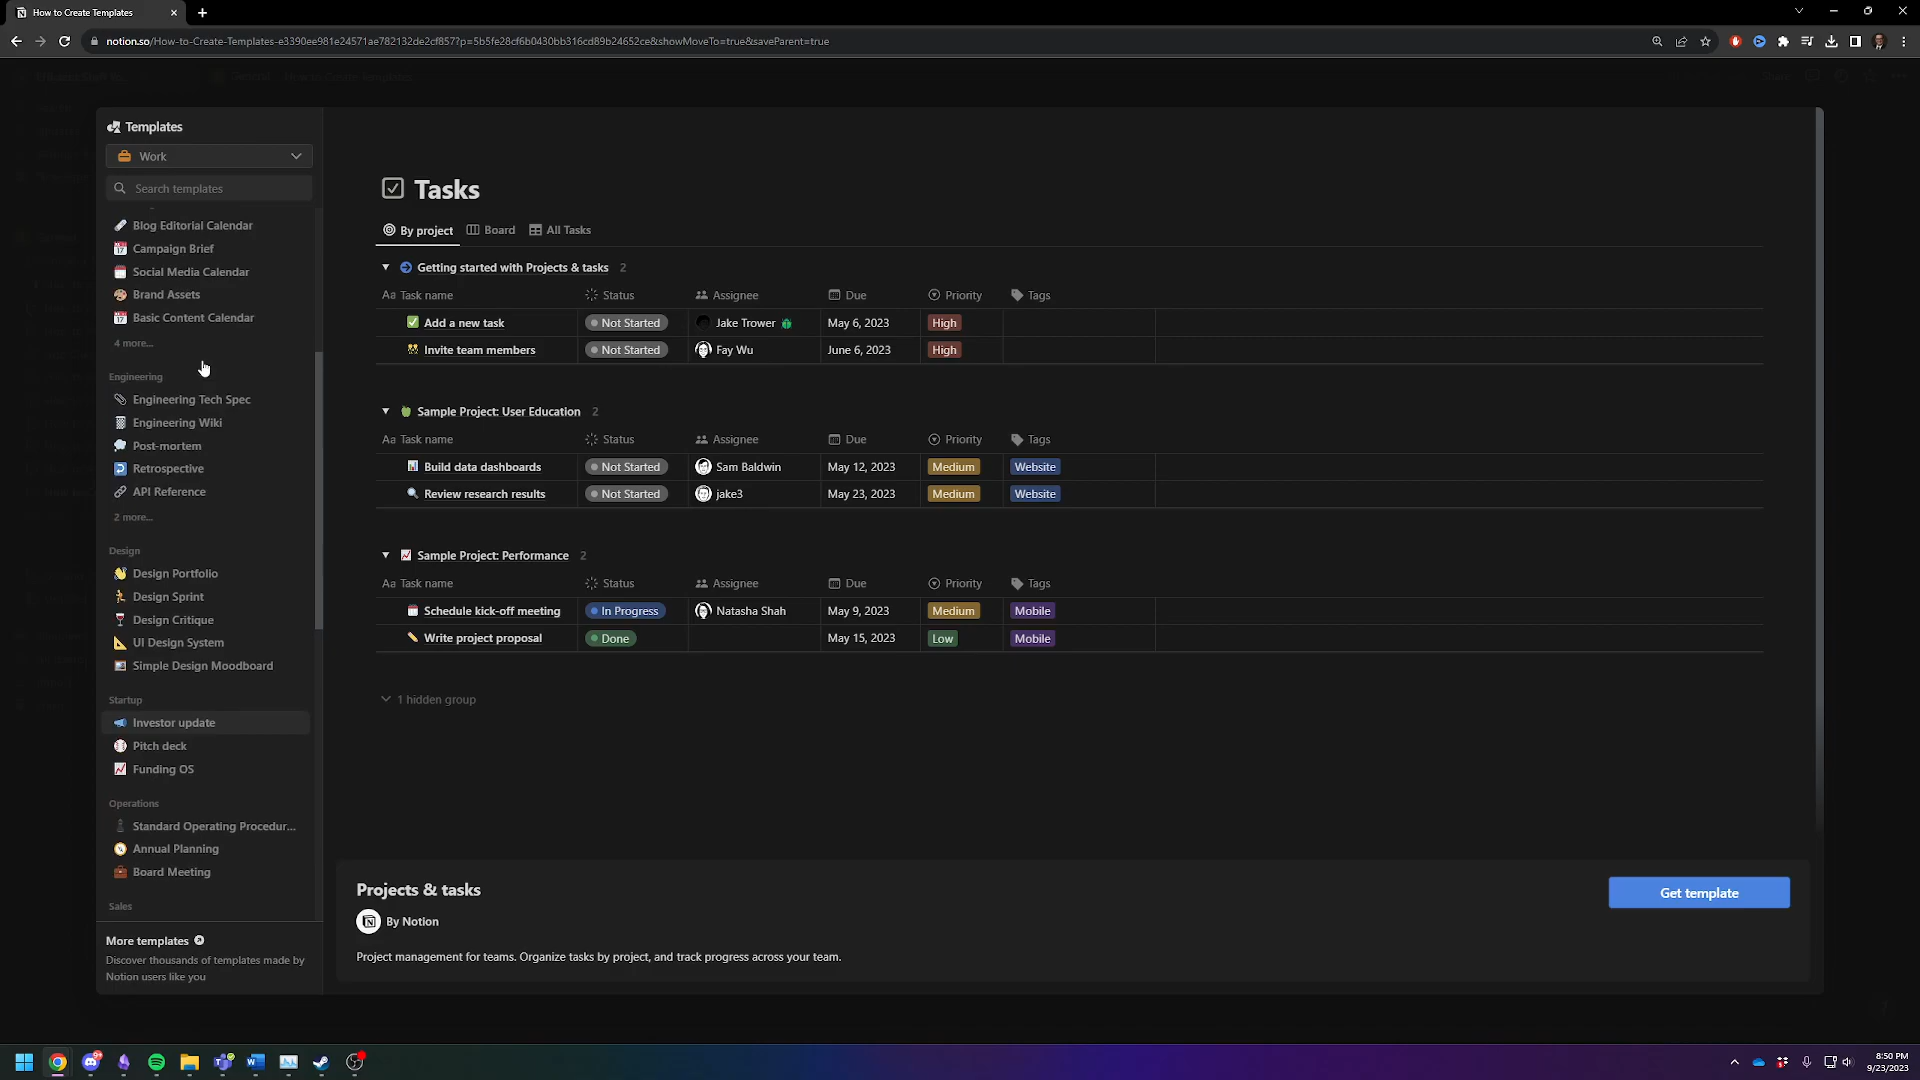 How to Create Templates
notion.so/How-to-Create-Templates-e3390ee981e24571ae782132de2cf857?p=5b5fe28cf6b0430bb316cd89b24652ce&showMoveTo=true&saveParent=true
Templates
Work
Search templates
Blog Editorial Calendar
Campaign Brief
Social Media Calendar
Brand Assets
Basic Content Calendar
4 more...
Engineering
Engineering Tech Spec
Engineering Wiki
Post-mortem
Retrospective
API Reference
2 more...
Design
Design Portfolio
Design Sprint
Design Critique
UI Design System
Simple Design Moodboard
Startup
Investor update
Pitch deck
Funding OS
Operations
Standard Operating Procedur...
Annual Planning
Board Meeting
Sales
More templates
Discover thousands of templates made by
Notion users like you
Tasks
By project Board All Tasks
Getting started with Projects & tasks 2
Aa Task name Status Assignee Due Priority Tags
Add a new task Not Started Jake Trower May 6, 2023 High
Invite team members Not Started Fay Wu June 6, 2023 High
Sample Project: User Education 2
Aa Task name Status Assignee Due Priority Tags
Build data dashboards Not Started Sam Baldwin May 12, 2023 Medium Website
Review research results Not Started jake3 May 23, 2023 Medium Website
Sample Project: Performance 2
Aa Task name Status Assignee Due Priority Tags
Schedule kick-off meeting In Progress Natasha Shah May 9, 2023 Medium Mobile
Write project proposal Done May 15, 2023 Low Mobile
1 hidden group
Projects & tasks
By Notion
Project management for teams. Organize tasks by project, and track progress across your team.
Get template
8:50 PM
9/23/2023